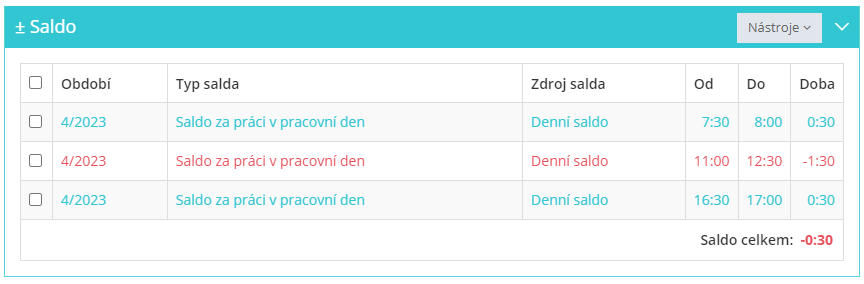 ± Saldo
Nástroje
Období Typ salda Zdroj salda Od Do Doba
4/2023 Saldo za práci v pracovní den Denní saldo 7:30 8:00 0:30
4/2023 Saldo za práci v pracovní den Denní saldo 11:00 12:30 -1:30
4/2023 Saldo za práci v pracovní den Denní saldo 16:30 17:00 0:30
Saldo celkem: -0:30